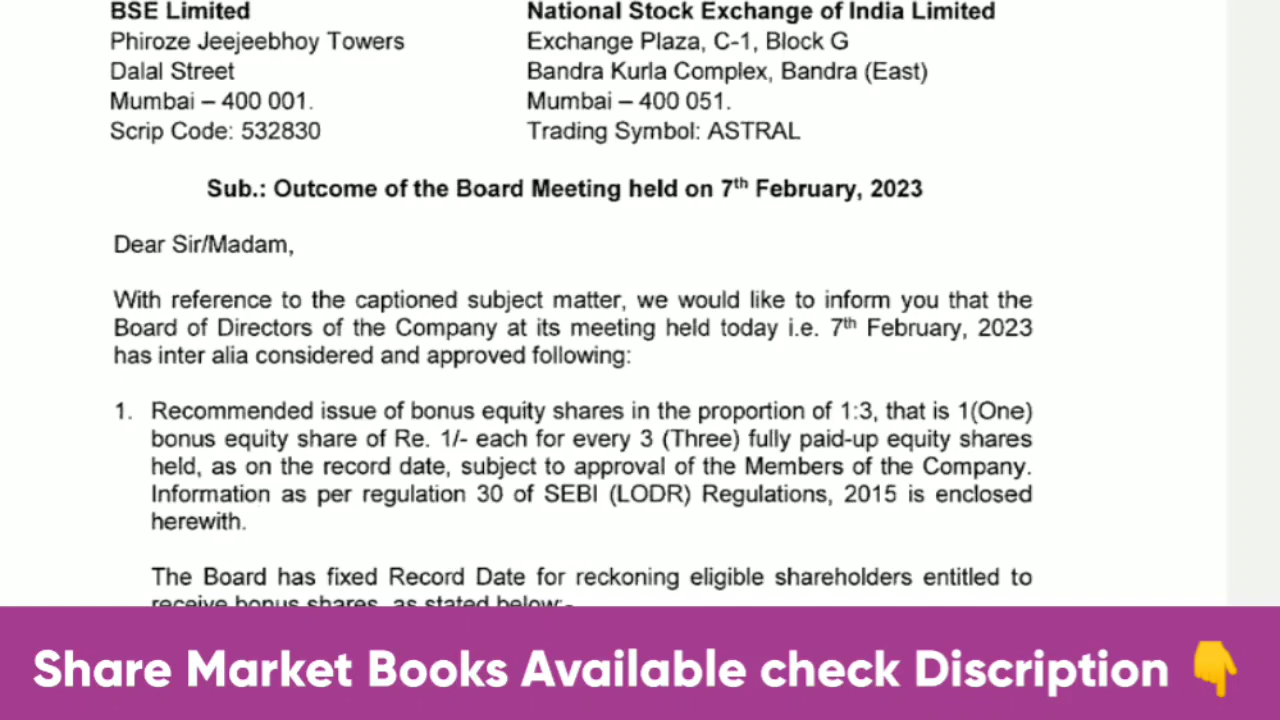 BSE Limited
Phiroze Jeejeebhoy Towers
Dalal Street
Mumbai – 400 001.
Scrip Code: 532830
National Stock Exchange of India Limited
Exchange Plaza, C-1, Block G
Bandra Kurla Complex, Bandra (East)
Mumbai – 400 051.
Trading Symbol: ASTRAL
Sub.: Outcome of the Board Meeting held on 7th February, 2023
Dear Sir/Madam,
With reference to the captioned subject matter, we would like to inform you that the
Board of Directors of the Company at its meeting held today i.e. 7th February, 2023
has inter alia considered and approved following:
1. Recommended issue of bonus equity shares in the proportion of 1:3, that is 1(One)
bonus equity share of Re. 1/- each for every 3 (Three) fully paid-up equity shares
held, as on the record date, subject to approval of the Members of the Company.
Information as per regulation 30 of SEBI (LODR) Regulations, 2015 is enclosed
herewith.
The Board has fixed Record Date for reckoning eligible shareholders entitled to
receive bonus shares, as stated below:-
Share Market Books Available check Discription 👇